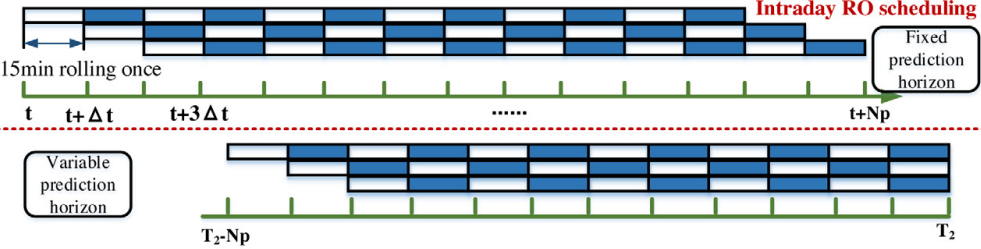 Intraday RO scheduling
Fixed
prediction
horizon
15min rolling once
t
t+Δt
t+3Δt
......
t+Np
Variable
prediction
horizon
T₂-Np
T₂